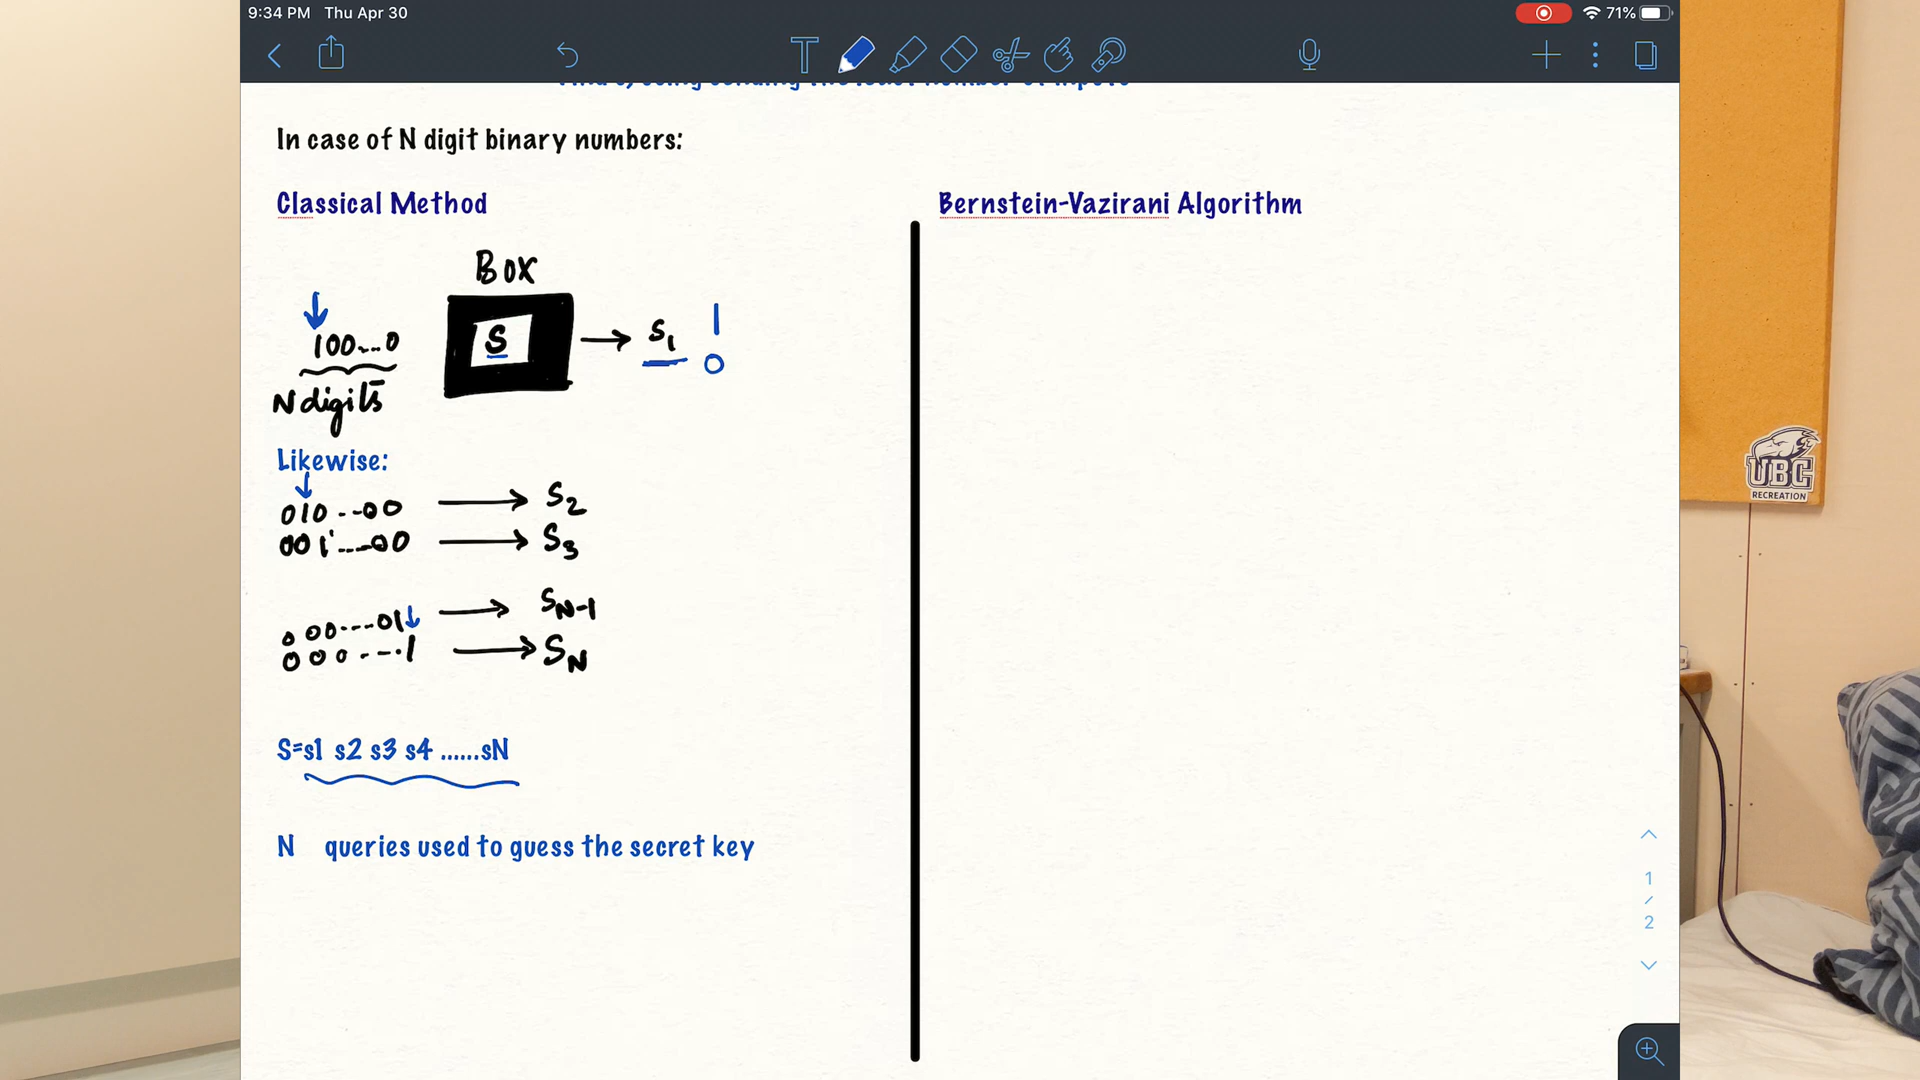 9:34 PM Thu Apr 30
71%
In case of N digit binary numbers:
Classical Method
Bernstein-Vazirani Algorithm
Box
100...0
S
S1
1
0
N digits
Likewise:
010..00 S2
001...00 S3
000...01 SN-1
000...1 SN
S=s1 s2 s3 s4 ......sN
N queries used to guess the secret key
1
/
2
UBC
RECREATION